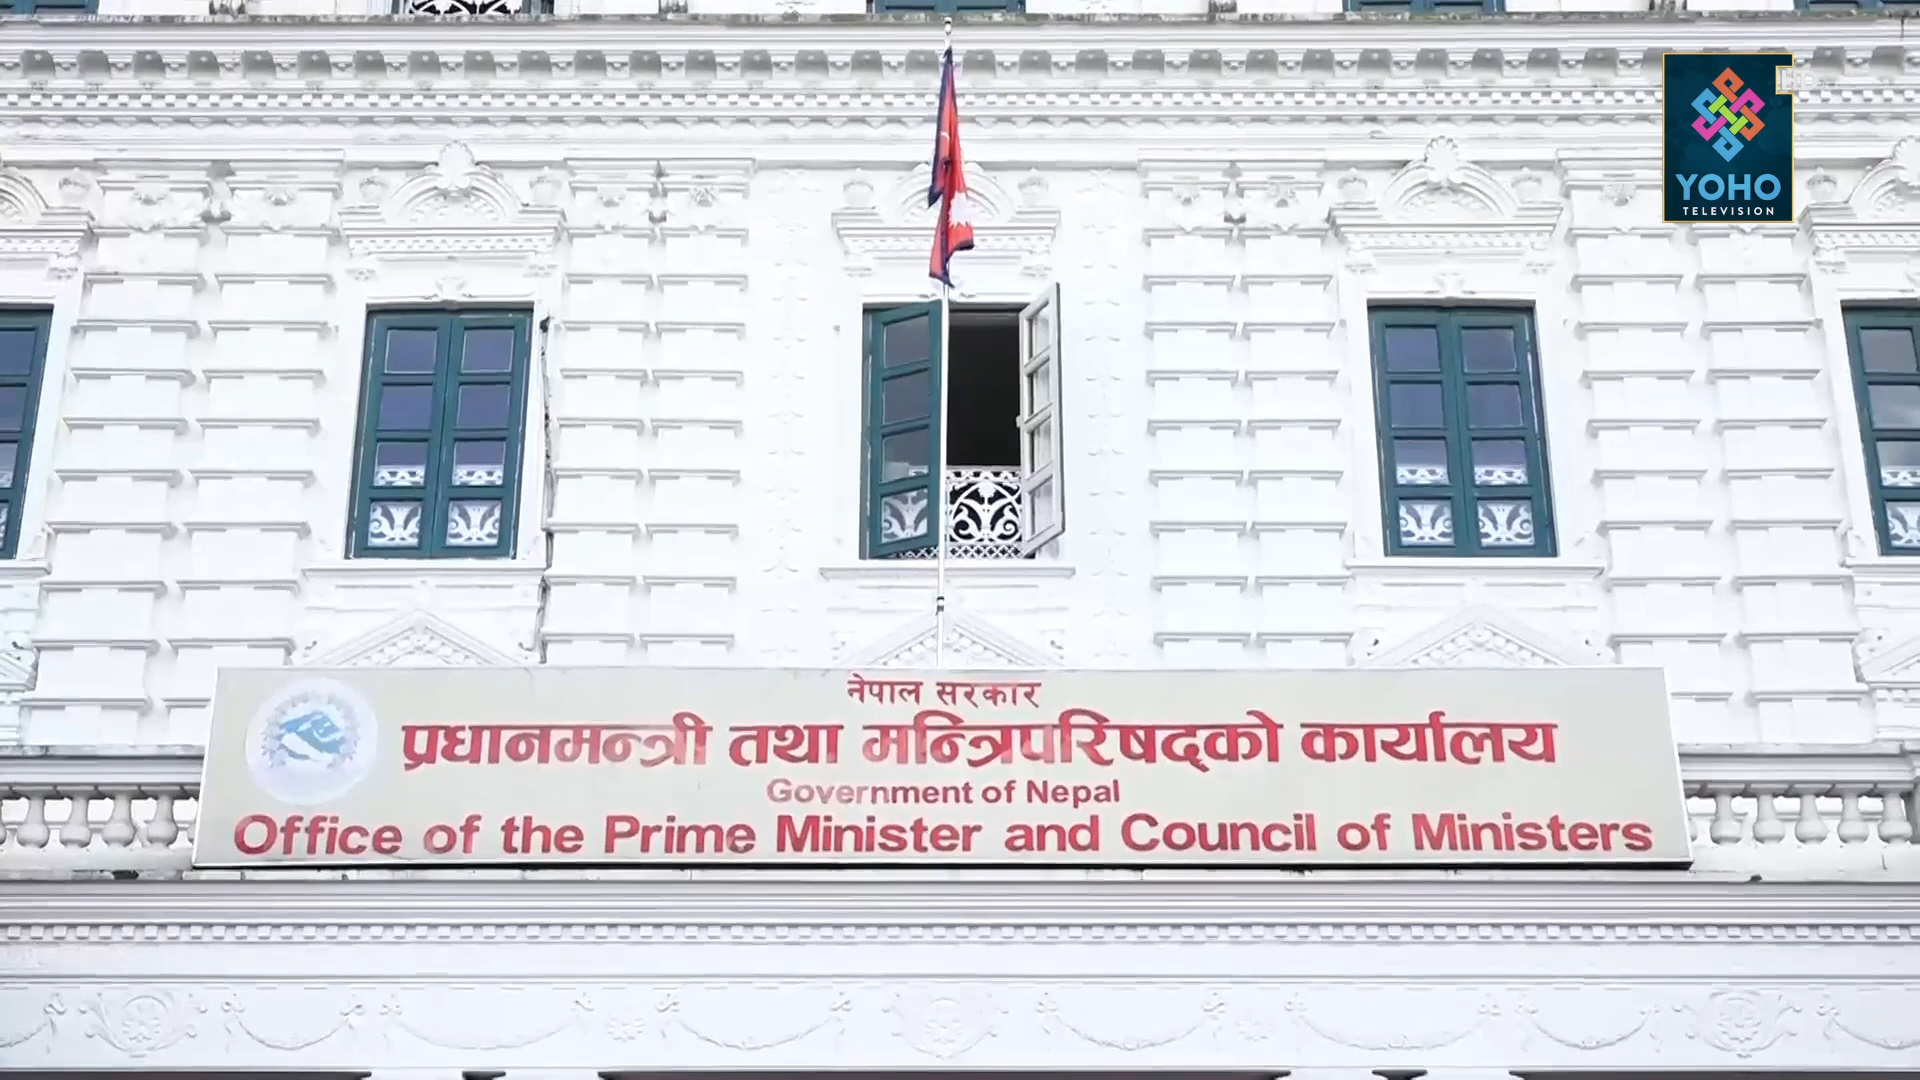 YOHO
TELEVISION
नेपाल सरकार
प्रधानमन्त्री तथा मन्त्रिपरिषद्को कार्यालय
Government of Nepal
Office of the Prime Minister and Council of Ministers